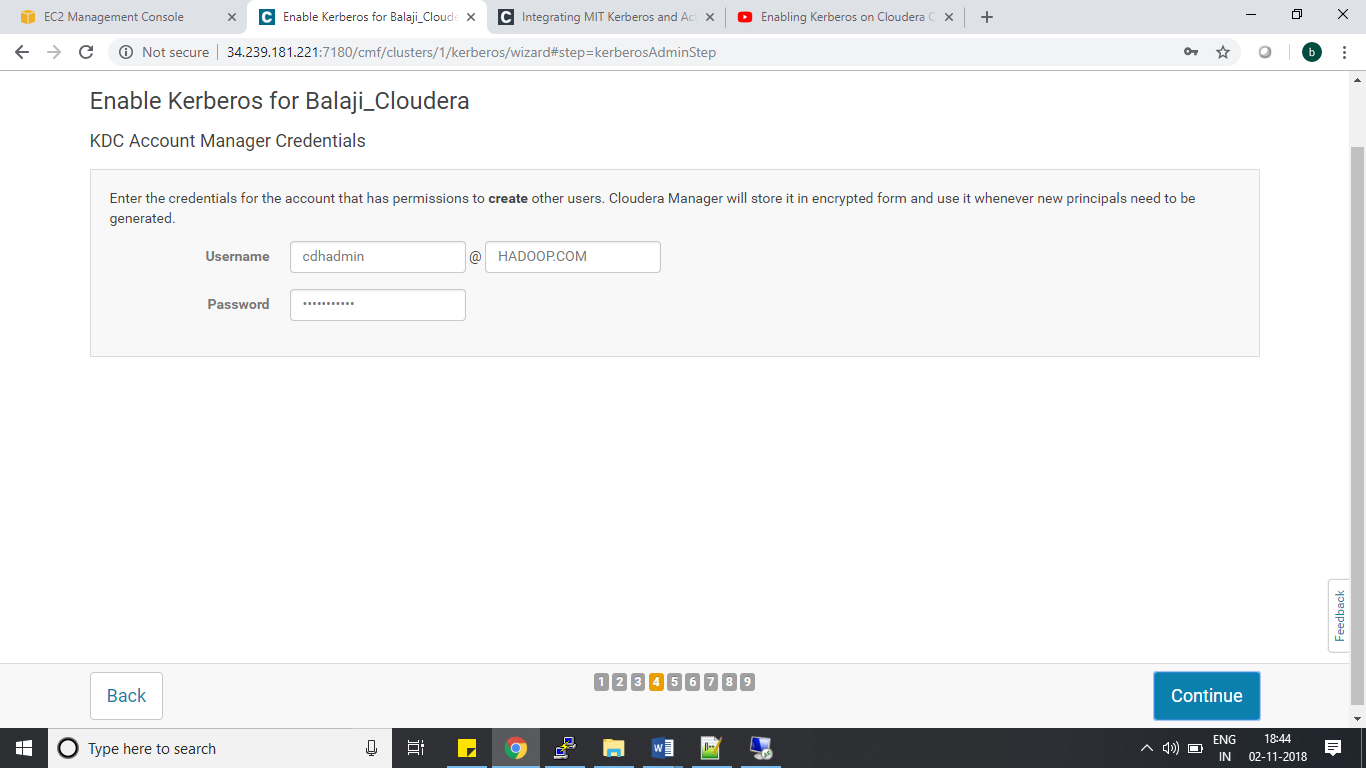 EC2 Management Console
Enable Kerberos for Balaji_Cloude
Integrating MIT Kerberos and Act
Enabling Kerberos on Cloudera C
Not secure
34.239.181.221:7180/cmf/clusters/1/kerberos/wizard#step=kerberosAdminStep
b
Enable Kerberos for Balaji_Cloudera
KDC Account Manager Credentials
Enter the credentials for the account that has permissions to create other users. Cloudera Manager will store it in encrypted form and use it whenever new principals need to be
generated.
Username cdhadmin @ HADOOP.COM
Password •••••••••••
Feedback
Back
1 2 3 4 5 6 7 8 9
Continue
Type here to search
ENG
IN
18:44
02-11-2018